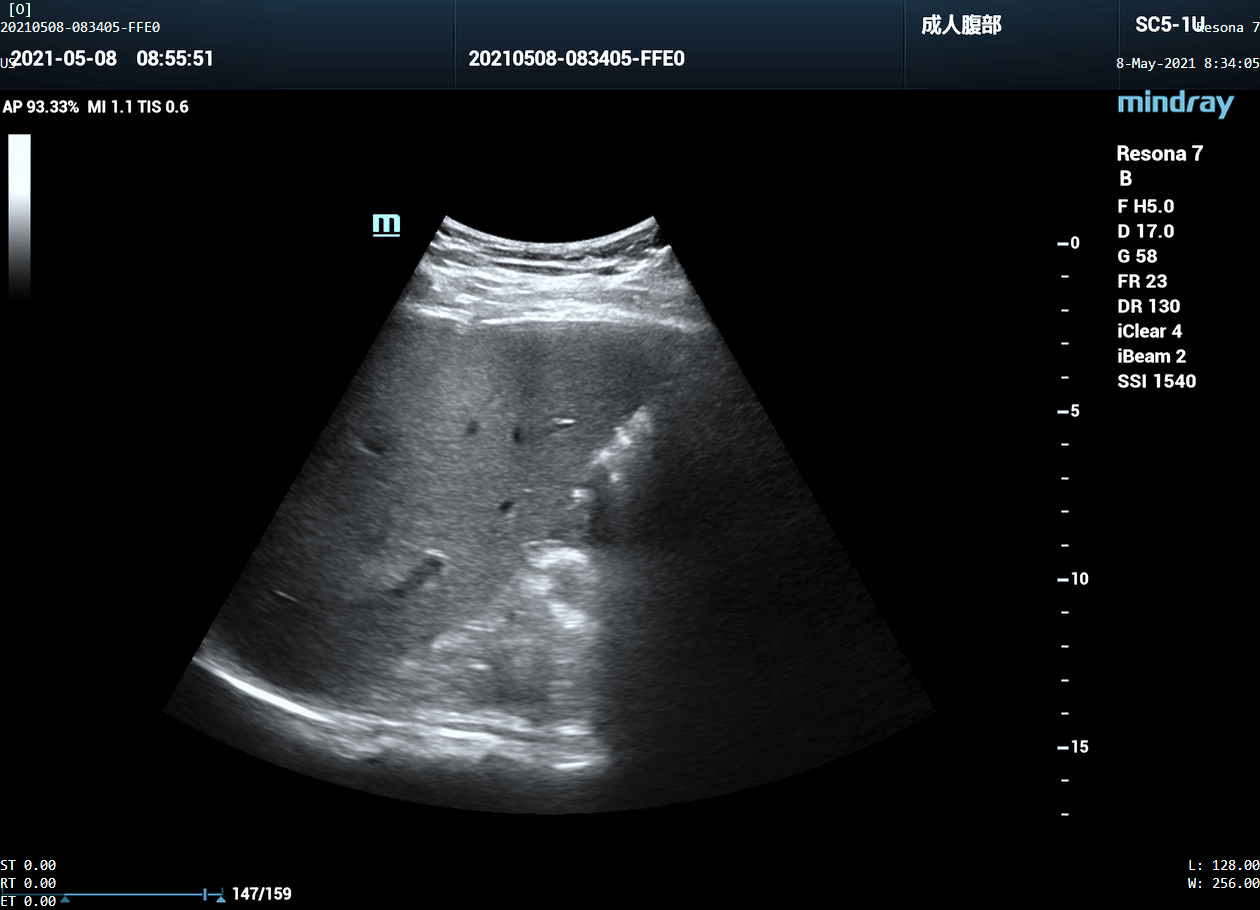 [O]
20210508-083405-FFE0
2021-05-08 08:55:51
US
20210508-083405-FFE0
成人腹部
SC5-1U
Resona 7
8-May-2021 8:34:05
AP 93.33% MI 1.1 TIS 0.6
mindray
m
Resona 7
B
F H5.0
D 17.0
G 58
FR 23
DR 130
iClear 4
iBeam 2
SSI 1540
0
5
10
15
ST 0.00
RT 0.00
ET 0.00
147/159
L: 128.00
W: 256.00